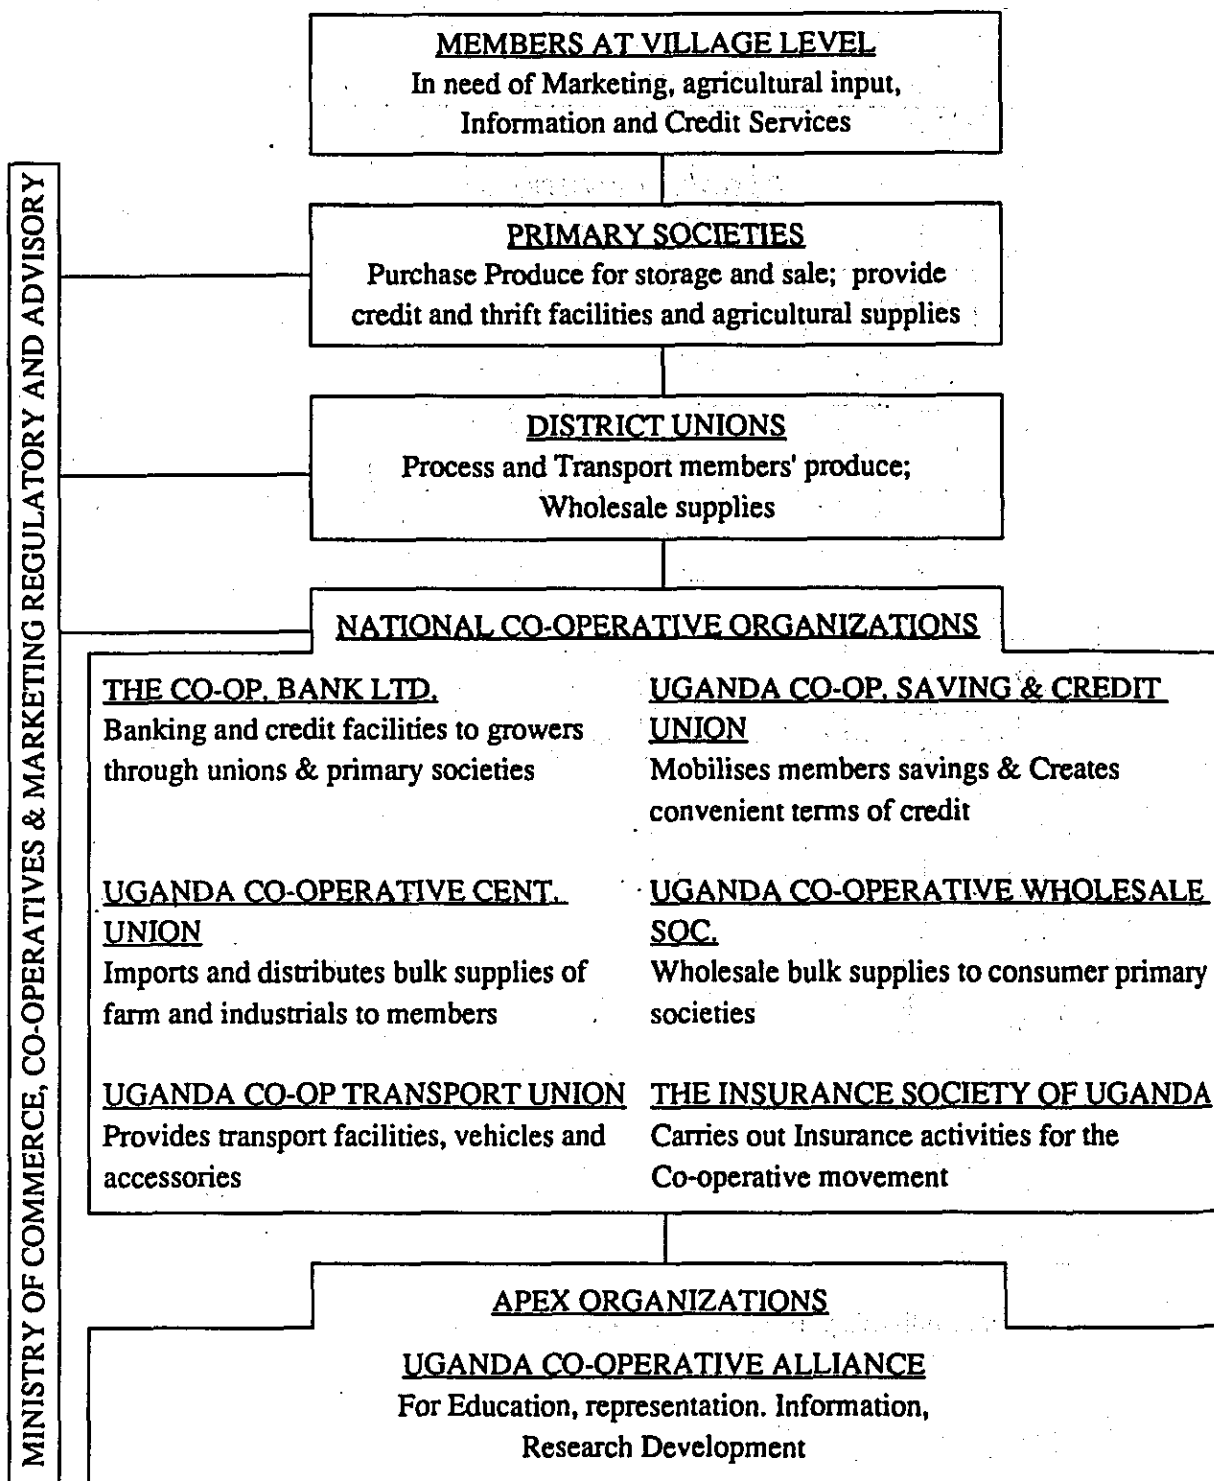 MEMBERS AT VILLAGE LEVEL
In need of Marketing, agricultural input,
Information and Credit Services
MINISTRY OF COMMERCE, CO-OPERATIVES & MARKETING REGULATORY AND ADVISORY
PRIMARY SOCIETIES
Purchase Produce for storage and sale; provide
credit and thrift facilities and agricultural supplies
DISTRICT UNIONS
Process and Transport members' produce;
Wholesale supplies
NATIONAL CO-OPERATIVE ORGANIZATIONS
THE CO-OP. BANK LTD.
Banking and credit facilities to growers
through unions & primary societies
UGANDA CO-OP. SAVING & CREDIT
UNION
Mobilises members savings & Creates
convenient terms of credit
UGANDA CO-OPERATIVE CENT.
UNION
Imports and distributes bulk supplies of
farm and industrials to members
UGANDA CO-OPERATIVE WHOLESALE
SOC.
Wholesale bulk supplies to consumer primary
societies
UGANDA CO-OP TRANSPORT UNION
Provides transport facilities, vehicles and
accessories
THE INSURANCE SOCIETY OF UGANDA
Carries out Insurance activities for the
Co-operative movement
APEX ORGANIZATIONS
UGANDA CO-OPERATIVE ALLIANCE
For Education, representation. Information,
Research Development